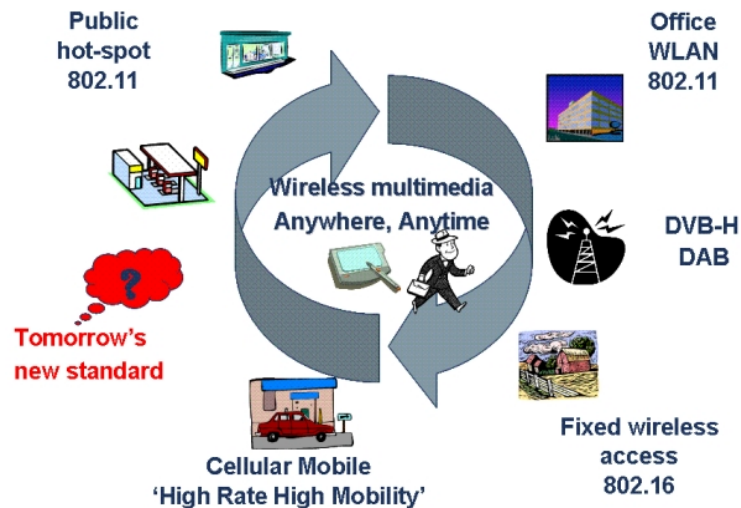 Public
hot-spot
802.11
Office
WLAN
802.11
Wireless multimedia
Anywhere, Anytime
DVB-H
DAB
?
Tomorrow's
new standard
Fixed wireless
access
802.16
Cellular Mobile
'High Rate High Mobility'